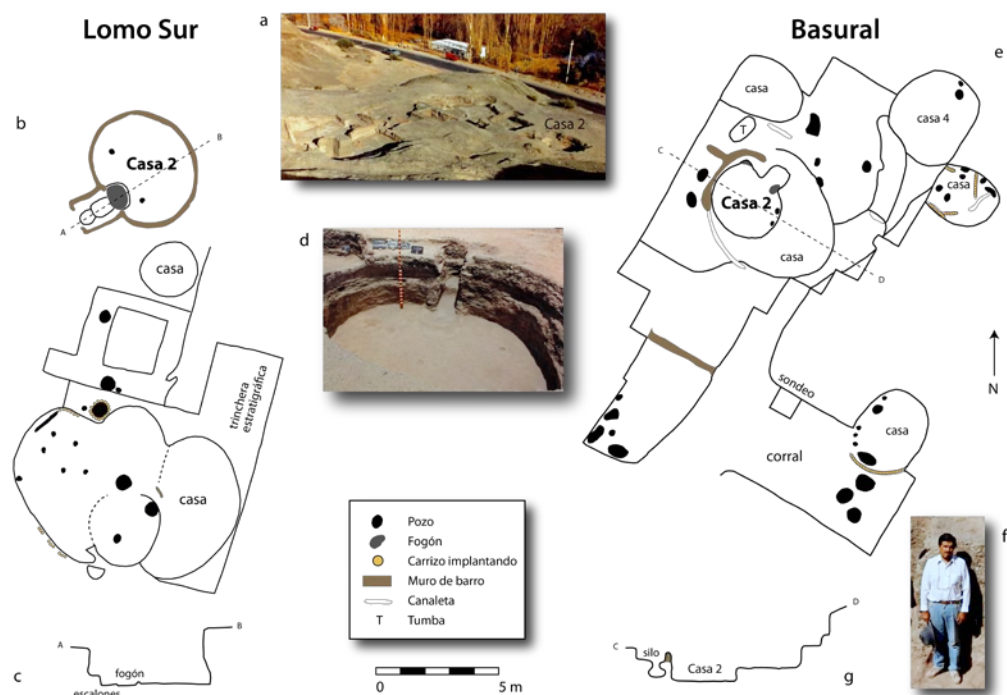 Lomo Sur
a
Casa 2
b
B
Casa 2
A
casa
trinchera
estratigráfica
casa
c
A
B
fogón
escalones
d
Basural
e
casa
casa 4
T
C
Casa 2
casa
casa
D
N
sondeo
casa
corral
f
Pozo
Fogón
Carrizo implantando
Muro de barro
Canaleta
T Tumba
0 5 m
C
silo
Casa 2
D
g